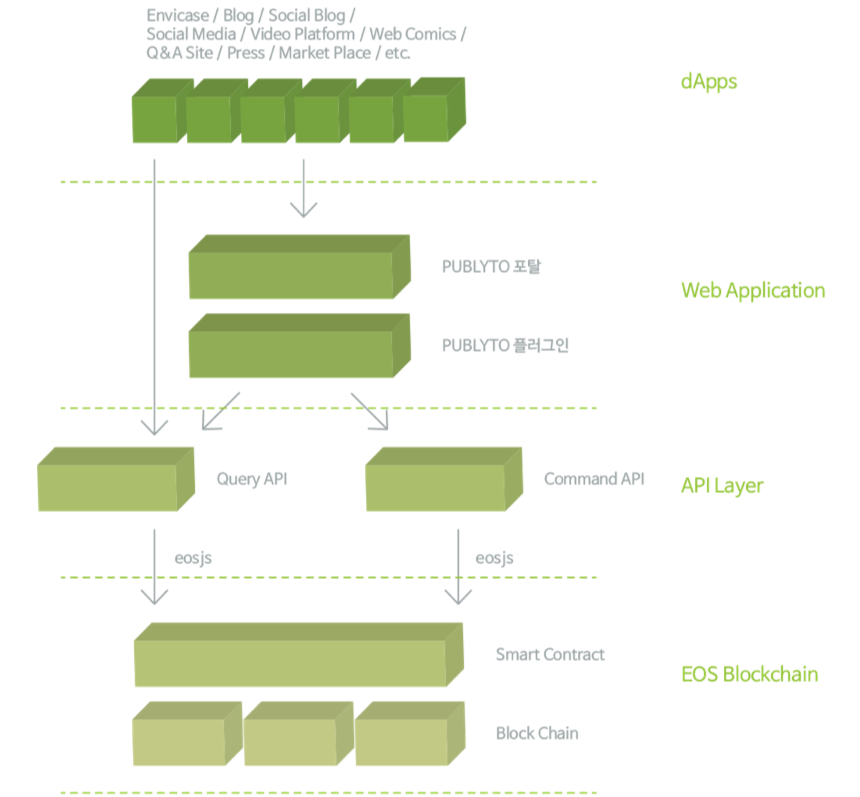 Envicase / Blog / Social Blog /
Social Media / Video Platform / Web Comics /
Q&A Site / Press / Market Place / etc.
dApps
PUBLYTO 포탈
Web Application
PUBLYTO 플러그인
Query API
Command API
API Layer
eosjs
eosjs
Smart Contract
EOS Blockchain
Block Chain